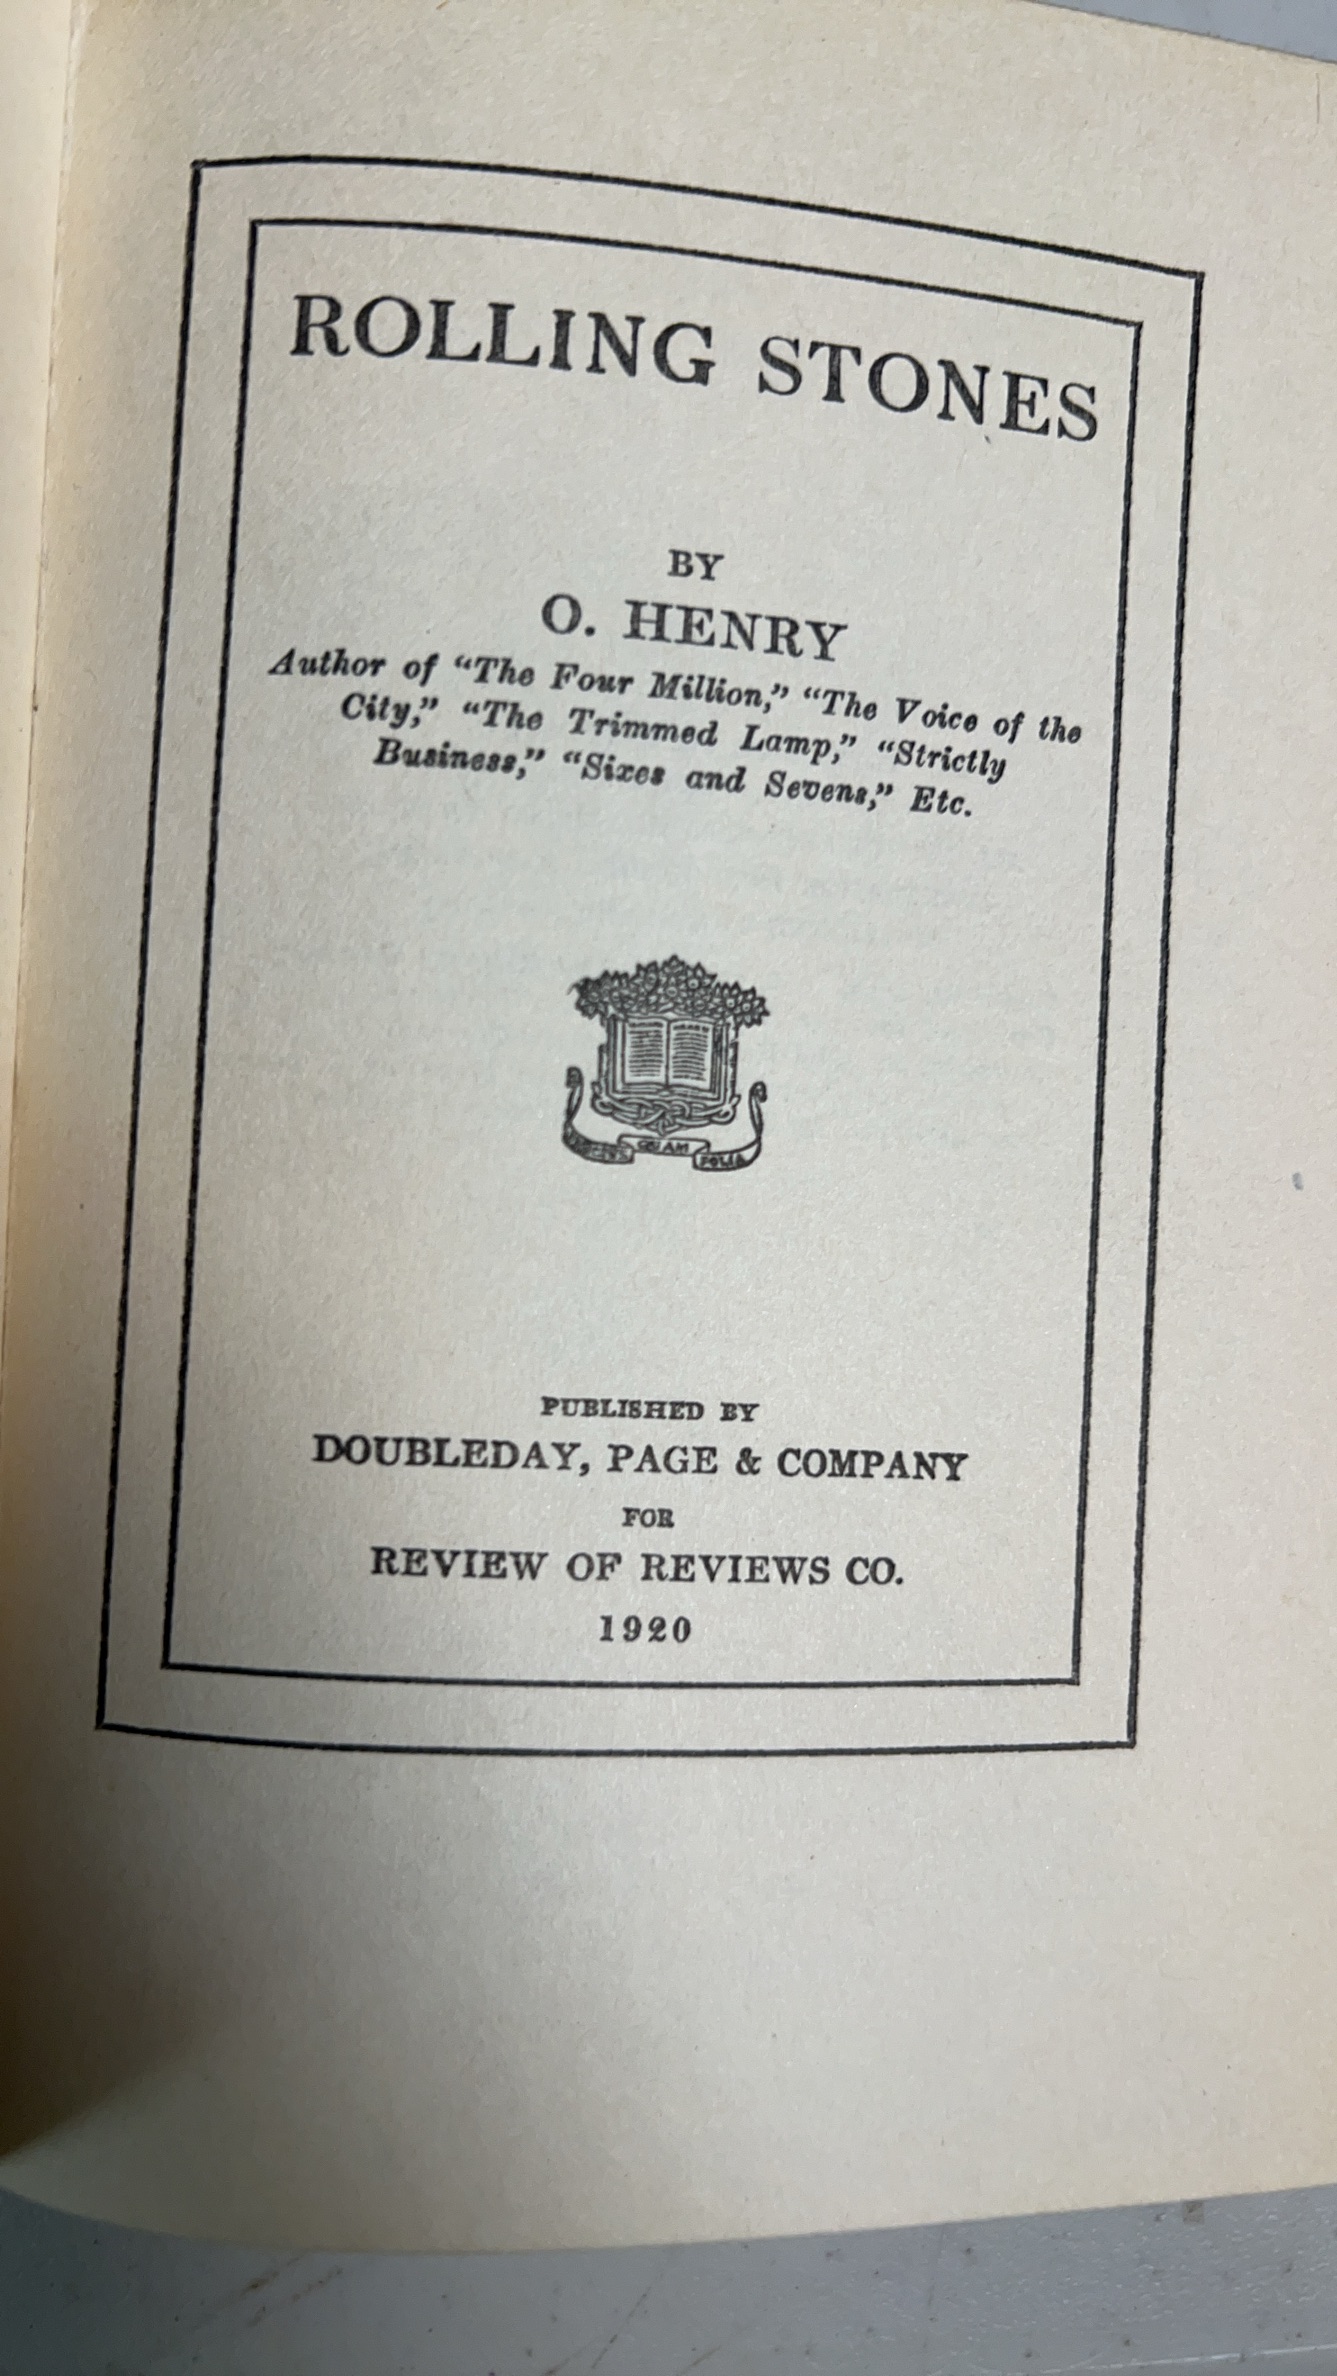 ROLLING STONES
BY
O. HENRY
Author of "The Four Million," "The Voice of the
City," "The Trimmed Lamp," "Strictly
Business," "Sixes and Sevens," Etc.
FOLIA
PUBLISHED BY
DOUBLEDAY, PAGE & COMPANY
FOR
REVIEW OF REVIEWS CO.
1920